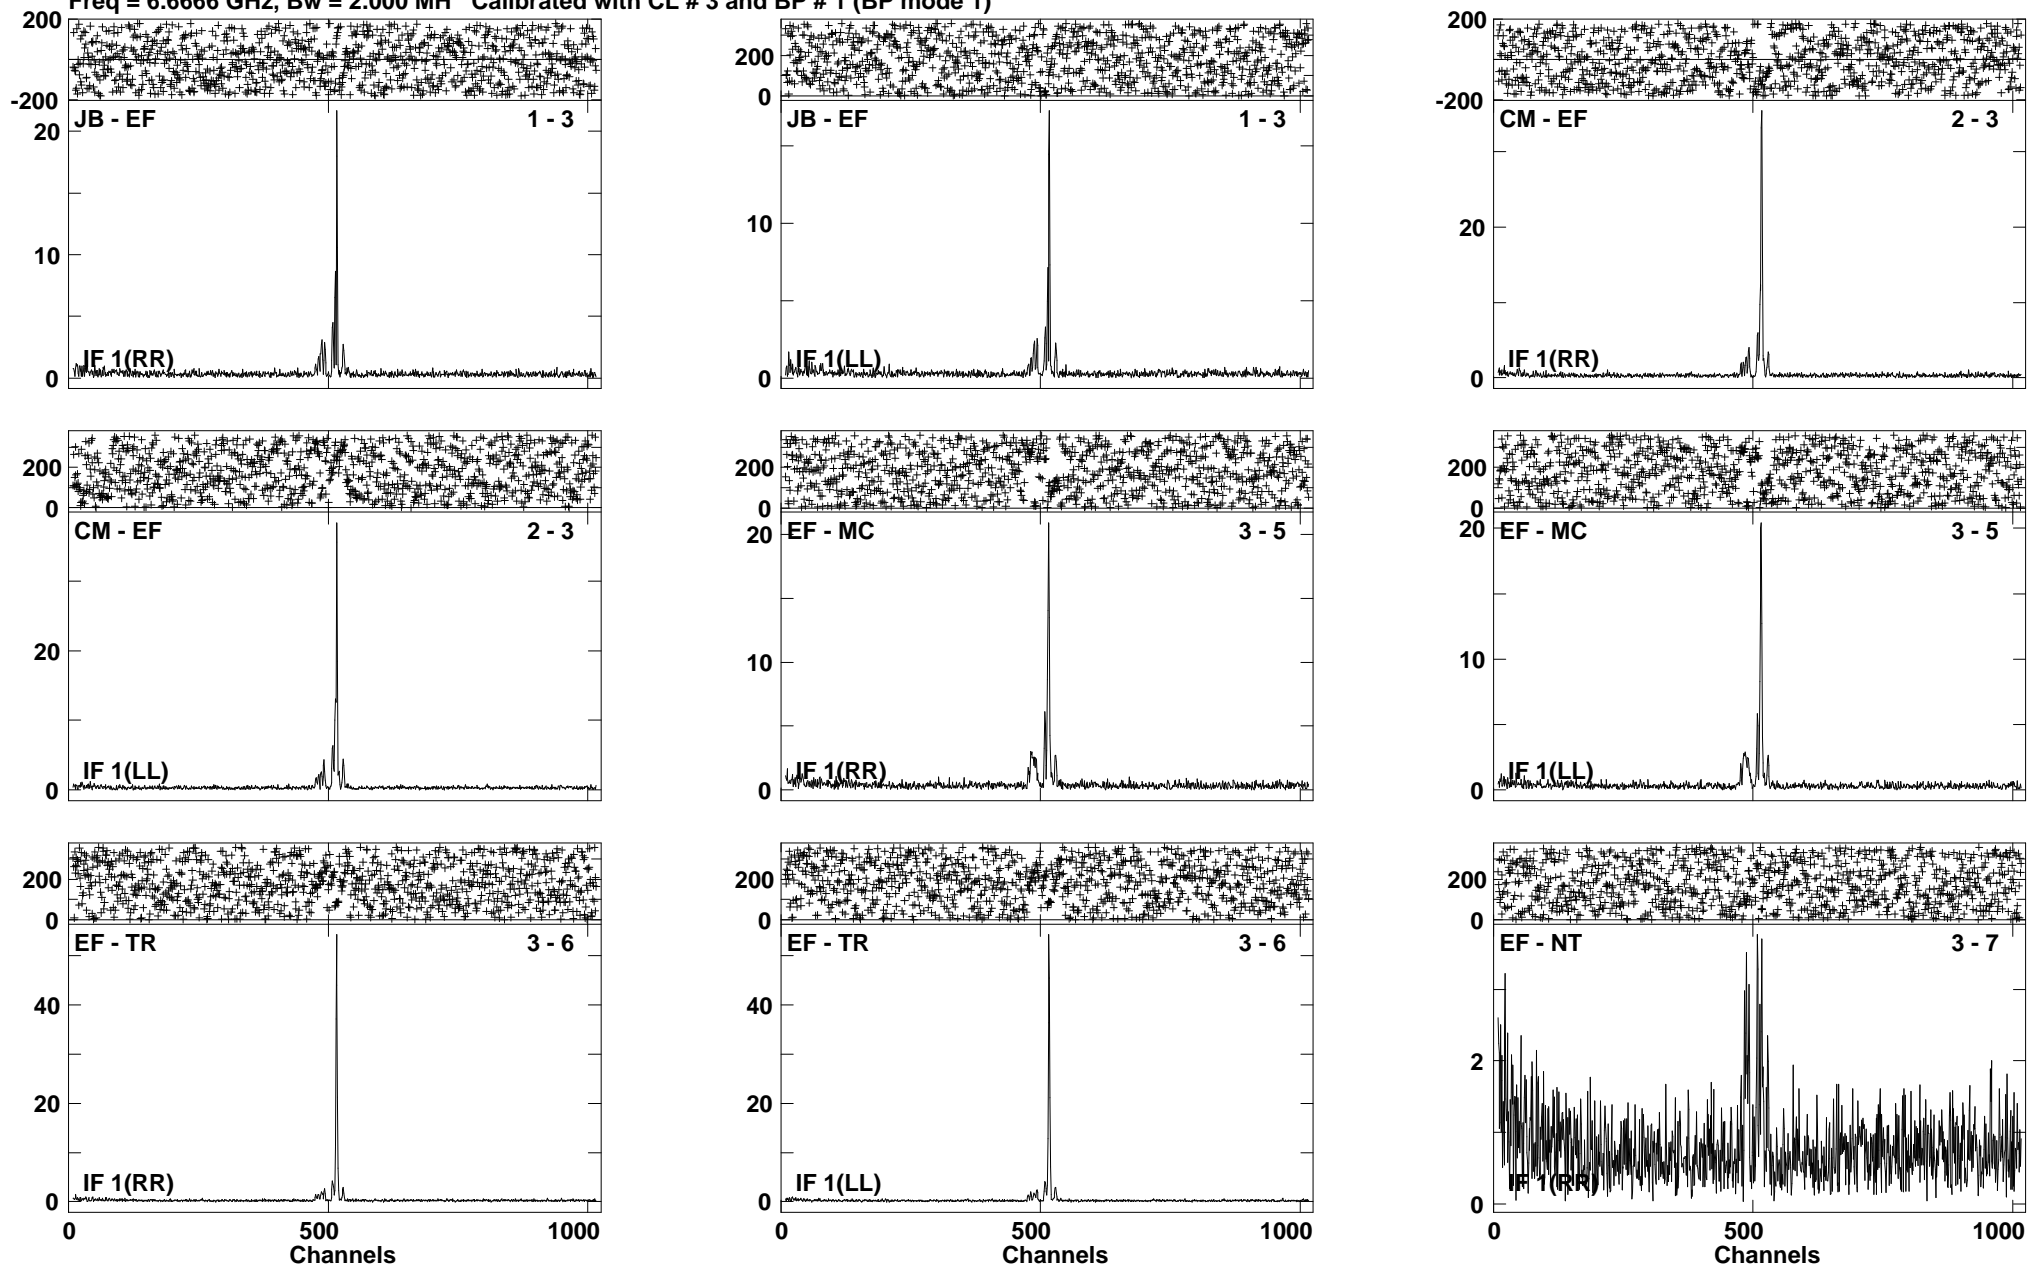 Freq = 6.6666 GHz, Bw = 2.000 MH Calibrated with CL # 3 and BP # 1 (BP mode 1)
200
-200
JB - EF 1 - 3
20
10
0
IF 1(RR)
200
0
JB - EF 1 - 3
10
0
IF 1(LL)
200
-200
CM - EF 2 - 3
20
0
IF 1(RR)
200
0
CM - EF 2 - 3
20
0
IF 1(LL)
200
0
EF - MC 3 - 5
20
10
0
IF 1(RR)
200
0
EF - MC 3 - 5
20
10
0
IF 1(LL)
200
0
EF - TR 3 - 6
40
20
0
IF 1(RR)
0 500 1000
Channels
200
0
EF - TR 3 - 6
40
20
0
IF 1(LL)
0 500 1000
Channels
200
0
EF - NT 3 - 7
2
0
IF 1(RR)
0 500 1000
Channels